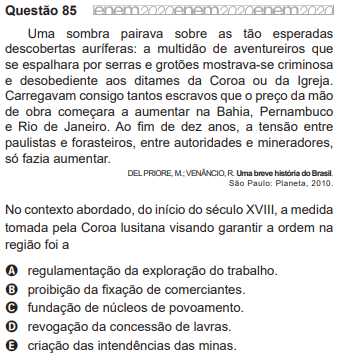 Questão 85 enem2020enem2020enem2020
Uma sombra pairava sobre as tão esperadas
descobertas auríferas: a multidão de aventureiros que
se espalhara por serras e grotões mostrava-se criminosa
e desobediente aos ditames da Coroa ou da Igreja.
Carregavam consigo tantos escravos que o preço da mão
de obra começara a aumentar na Bahia, Pernambuco
e Rio de Janeiro. Ao fim de dez anos, a tensão entre
paulistas e forasteiros, entre autoridades e mineradores,
só fazia aumentar.
DEL PRIORE, M.; VENÂNCIO, R. Uma breve história do Brasil.
São Paulo: Planeta, 2010.
No contexto abordado, do início do século XVIII, a medida
tomada pela Coroa lusitana visando garantir a ordem na
região foi a
A regulamentação da exploração do trabalho.
B proibição da fixação de comerciantes.
C fundação de núcleos de povoamento.
D revogação da concessão de lavras.
E criação das intendências das minas.